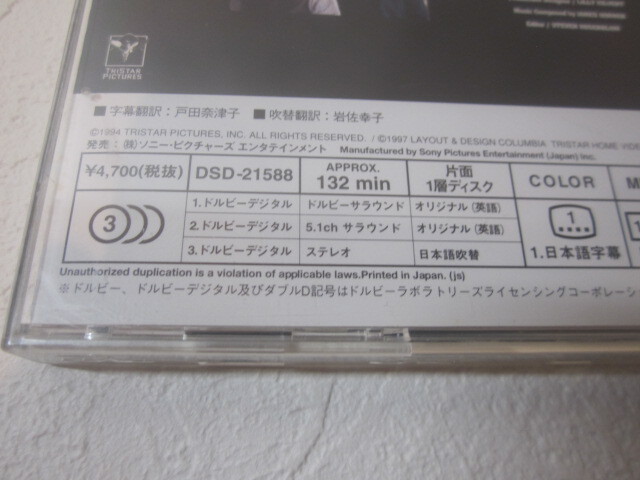 TRISTAR
PICTURES
■ 字幕翻訳：戸田奈津子 ■ 吹替翻訳：岩佐幸子
©1994 TRISTAR PICTURES, INC. ALL RIGHTS RESERVED. / ©1997 LAYOUT & DESIGN COLUMBIA TRISTAR HOME VIDE
発売：㈱ソニー・ピクチャーズ エンタテインメント Manufactured by Sony Pictures Entertainment (Japan) Inc.
¥4,700(税抜) DSD-21588 APPROX. 132 min 片面 1層ディスク COLOR
3
1.ドルビーデジタル ドルビーサラウンド オリジナル(英語)
2.ドルビーデジタル 5.1ch サラウンド オリジナル(英語)
3.ドルビーデジタル ステレオ 日本語吹替
1
1.日本語字幕
Unauthorized duplication is a violation of applicable laws.Printed in Japan. (js)
※ドルビー、ドルビーデジタル及びダブルD記号はドルビーラボラトリーズライセンシングコーポレーシ